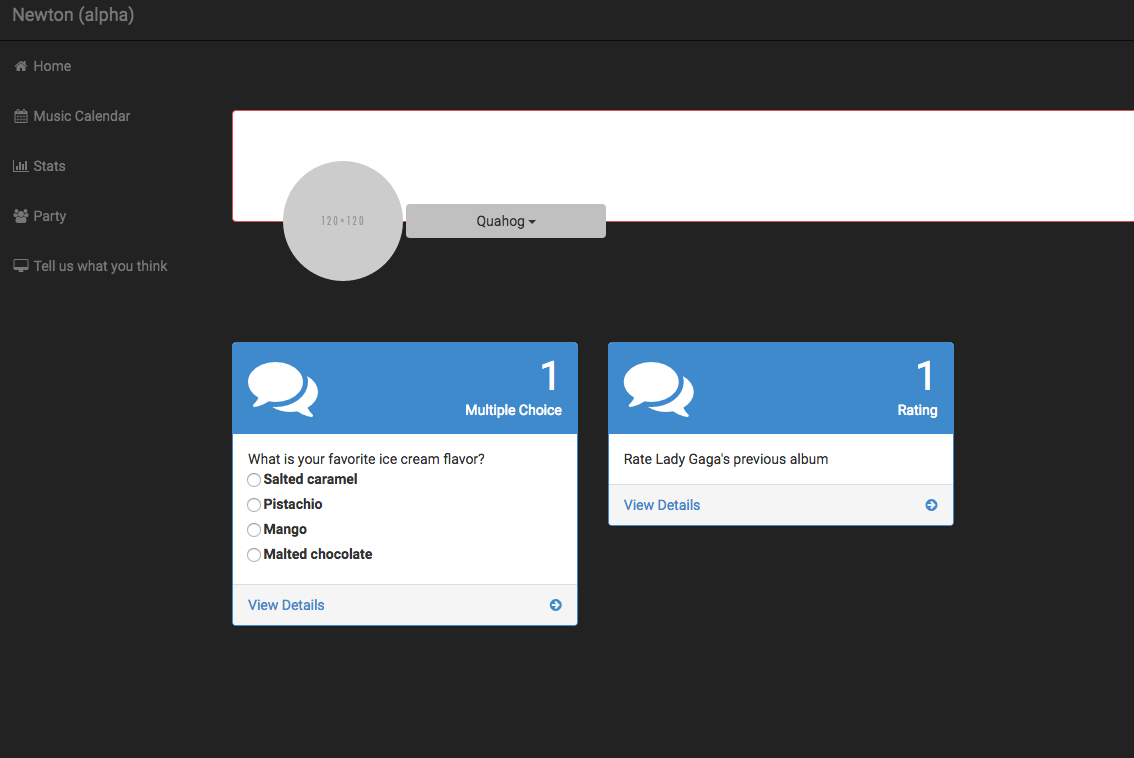 Newton (alpha)
Home
Music Calendar
Stats
Party
Tell us what you think
120×120
Quahog
1
Multiple Choice
What is your favorite ice cream flavor?
Salted caramel
Pistachio
Mango
Malted chocolate
View Details
1
Rating
Rate Lady Gaga's previous album
View Details